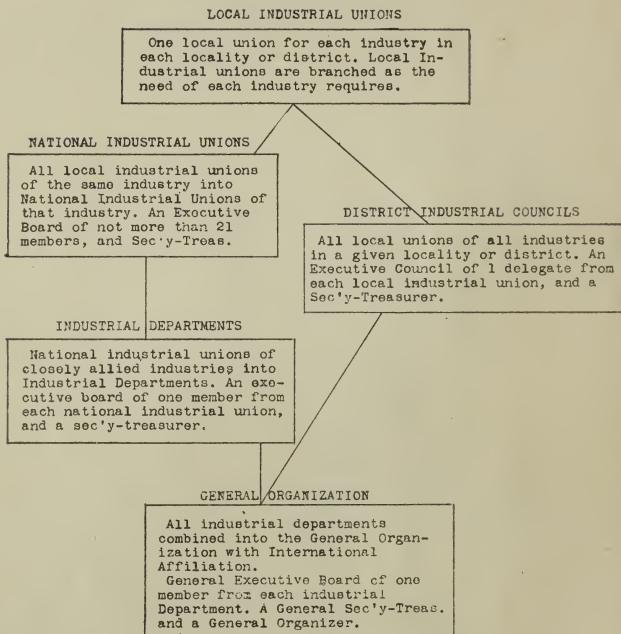 LOCAL INDUSTRIAL UNIONS
One local union for each industry in
each locality or district. Local In-
dustrial unions are branched as the
need of each industry requires.
NATIONAL INDUSTRIAL UNIONS
All local industrial unions
of the same industry into
National Industrial Unions of
that industry. An Executive
Board of not more than 21
members, and Sec'y-Treas.
DISTRICT INDUSTRIAL COUNCILS
All local unions of all industries
in a given locality or district. An
Executive Council of 1 delegate from
each local industrial union, and a
Sec'y-Treasurer.
INDUSTRIAL DEPARTMENTS
National industrial unions of
closely allied industries into
Industrial Departments. An exe-
cutive board of one member from
each national industrial union,
and a sec'y-treasurer.
GENERAL ORGANIZATION
All industrial departments
combined into the General Organ-
ization with International
Affiliation.
General Executive Board of one
member from each industrial
Department. A General Sec'y-Treas.
and a General Organizer.